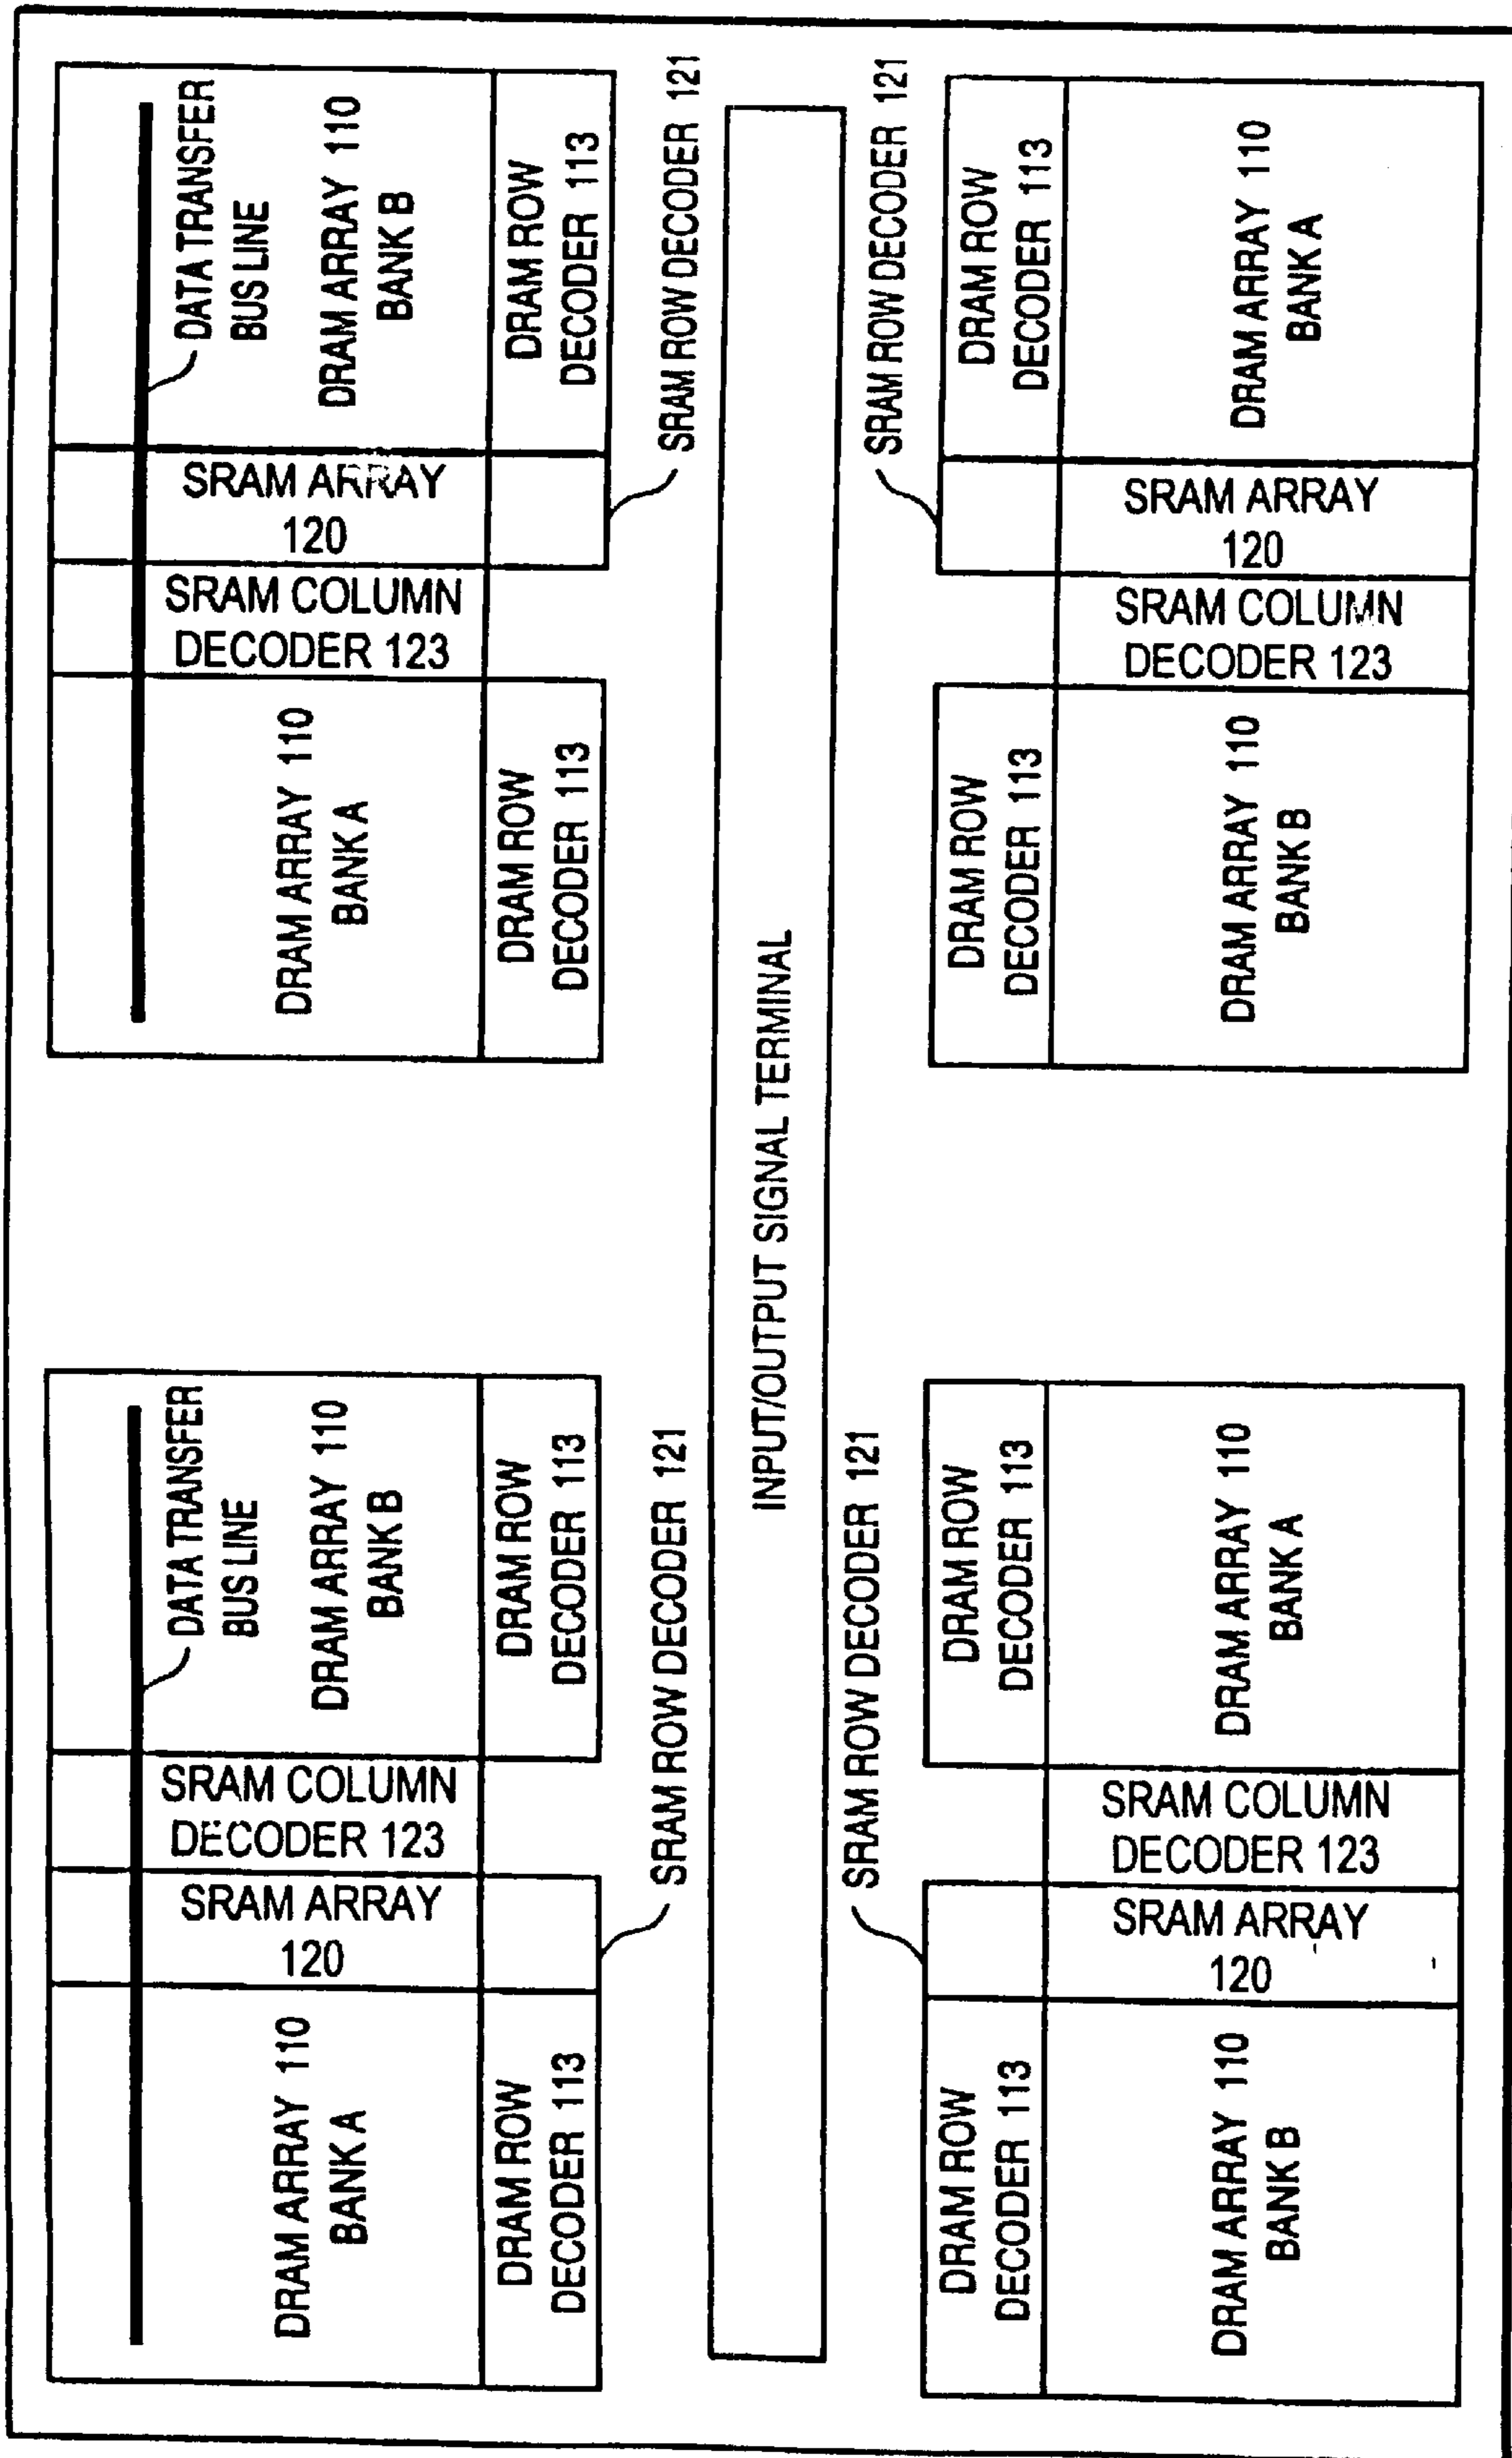 DATA TRANSFER
BUS LINE
DRAM ARRAY 110
BANK B
DRAM ROW
DECODER 113
SRAM ARRAY
120
SRAM COLUMN
DECODER 123
DRAM ARRAY 110
BANK A
DRAM ROW
DECODER 113
SRAM ROW DECODER 121
SRAM ROW DECODER 121
DRAM ROW
DECODER 113
DRAM ARRAY 110
BANK A
SRAM ARRAY
120
SRAM COLUMN
DECODER 123
DRAM ROW
DECODER 113
DRAM ARRAY 110
BANK B
INPUT/OUTPUT SIGNAL TERMINAL
DATA TRANSFER
BUS LINE
DRAM ARRAY 110
BANK B
DRAM ROW
DECODER 113
SRAM COLUMN
DECODER 123
SRAM ARRAY
120
DRAM ARRAY 110
BANK A
DRAM ROW
DECODER 113
SRAM ROW DECODER 121
SRAM ROW DECODER 121
DRAM ROW
DECODER 113
DRAM ARRAY 110
BANK A
SRAM COLUMN
DECODER 123
SRAM ARRAY
120
DRAM ROW
DECODER 113
DRAM ARRAY 110
BANK B